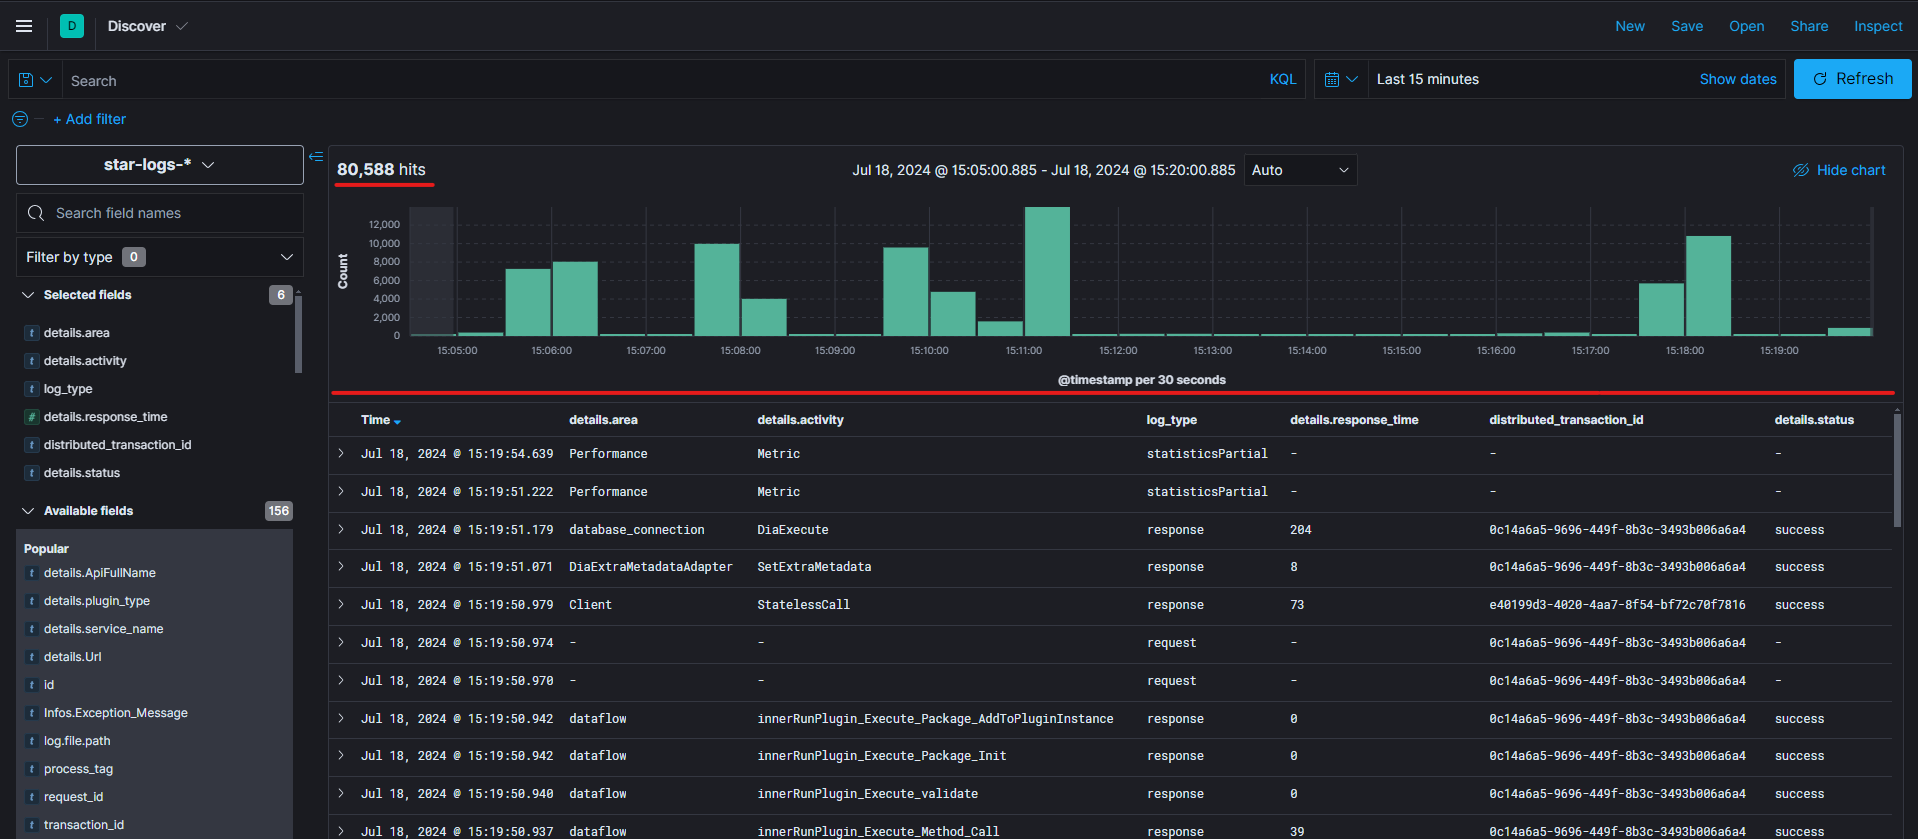 D Discover New Save Open Share Inspect
Search KQL Last 15 minutes Show dates Refresh
+ Add filter
star-logs-*
Search field names
Filter by type 0
Selected fields 6
t details.area
t details.activity
t log_type
# details.response_time
t distributed_transaction_id
t details.status
Available fields 156
Popular
t details.ApiFullName
t details.plugin_type
t details.service_name
t details.Url
t id
t Infos.Exception_Message
t log.file.path
t process_tag
t request_id
t transaction_id
80,588 hits Jul 18, 2024 @ 15:05:00.885 - Jul 18, 2024 @ 15:20:00.885 Auto Hide chart
Count
12,000
10,000
8,000
6,000
4,000
2,000
0
15:05:00 15:06:00 15:07:00 15:08:00 15:09:00 15:10:00 15:11:00 15:12:00 15:13:00 15:14:00 15:15:00 15:16:00 15:17:00 15:18:00 15:19:00
@timestamp per 30 seconds
Time details.area details.activity log_type details.response_time distributed_transaction_id details.status
Jul 18, 2024 @ 15:19:54.639 Performance Metric statisticsPartial - - -
Jul 18, 2024 @ 15:19:51.222 Performance Metric statisticsPartial - - -
Jul 18, 2024 @ 15:19:51.179 database_connection DiaExecute response 204 0c14a6a5-9696-449f-8b3c-3493b006a6a4 success
Jul 18, 2024 @ 15:19:51.071 DiaExtraMetadataAdapter SetExtraMetadata response 8 0c14a6a5-9696-449f-8b3c-3493b006a6a4 success
Jul 18, 2024 @ 15:19:50.979 Client StatelessCall response 73 e40199d3-4020-4aa7-8f54-bf72c70f7816 success
Jul 18, 2024 @ 15:19:50.974 - - request - 0c14a6a5-9696-449f-8b3c-3493b006a6a4 -
Jul 18, 2024 @ 15:19:50.970 - - request - 0c14a6a5-9696-449f-8b3c-3493b006a6a4 -
Jul 18, 2024 @ 15:19:50.942 dataflow innerRunPlugin_Execute_Package_AddToPluginInstance response 0 0c14a6a5-9696-449f-8b3c-3493b006a6a4 success
Jul 18, 2024 @ 15:19:50.942 dataflow innerRunPlugin_Execute_Package_Init response 0 0c14a6a5-9696-449f-8b3c-3493b006a6a4 success
Jul 18, 2024 @ 15:19:50.940 dataflow innerRunPlugin_Execute_validate response 0 0c14a6a5-9696-449f-8b3c-3493b006a6a4 success
Jul 18, 2024 @ 15:19:50.937 dataflow innerRunPlugin_Execute_Method_Call response 39 0c14a6a5-9696-449f-8b3c-3493b006a6a4 success